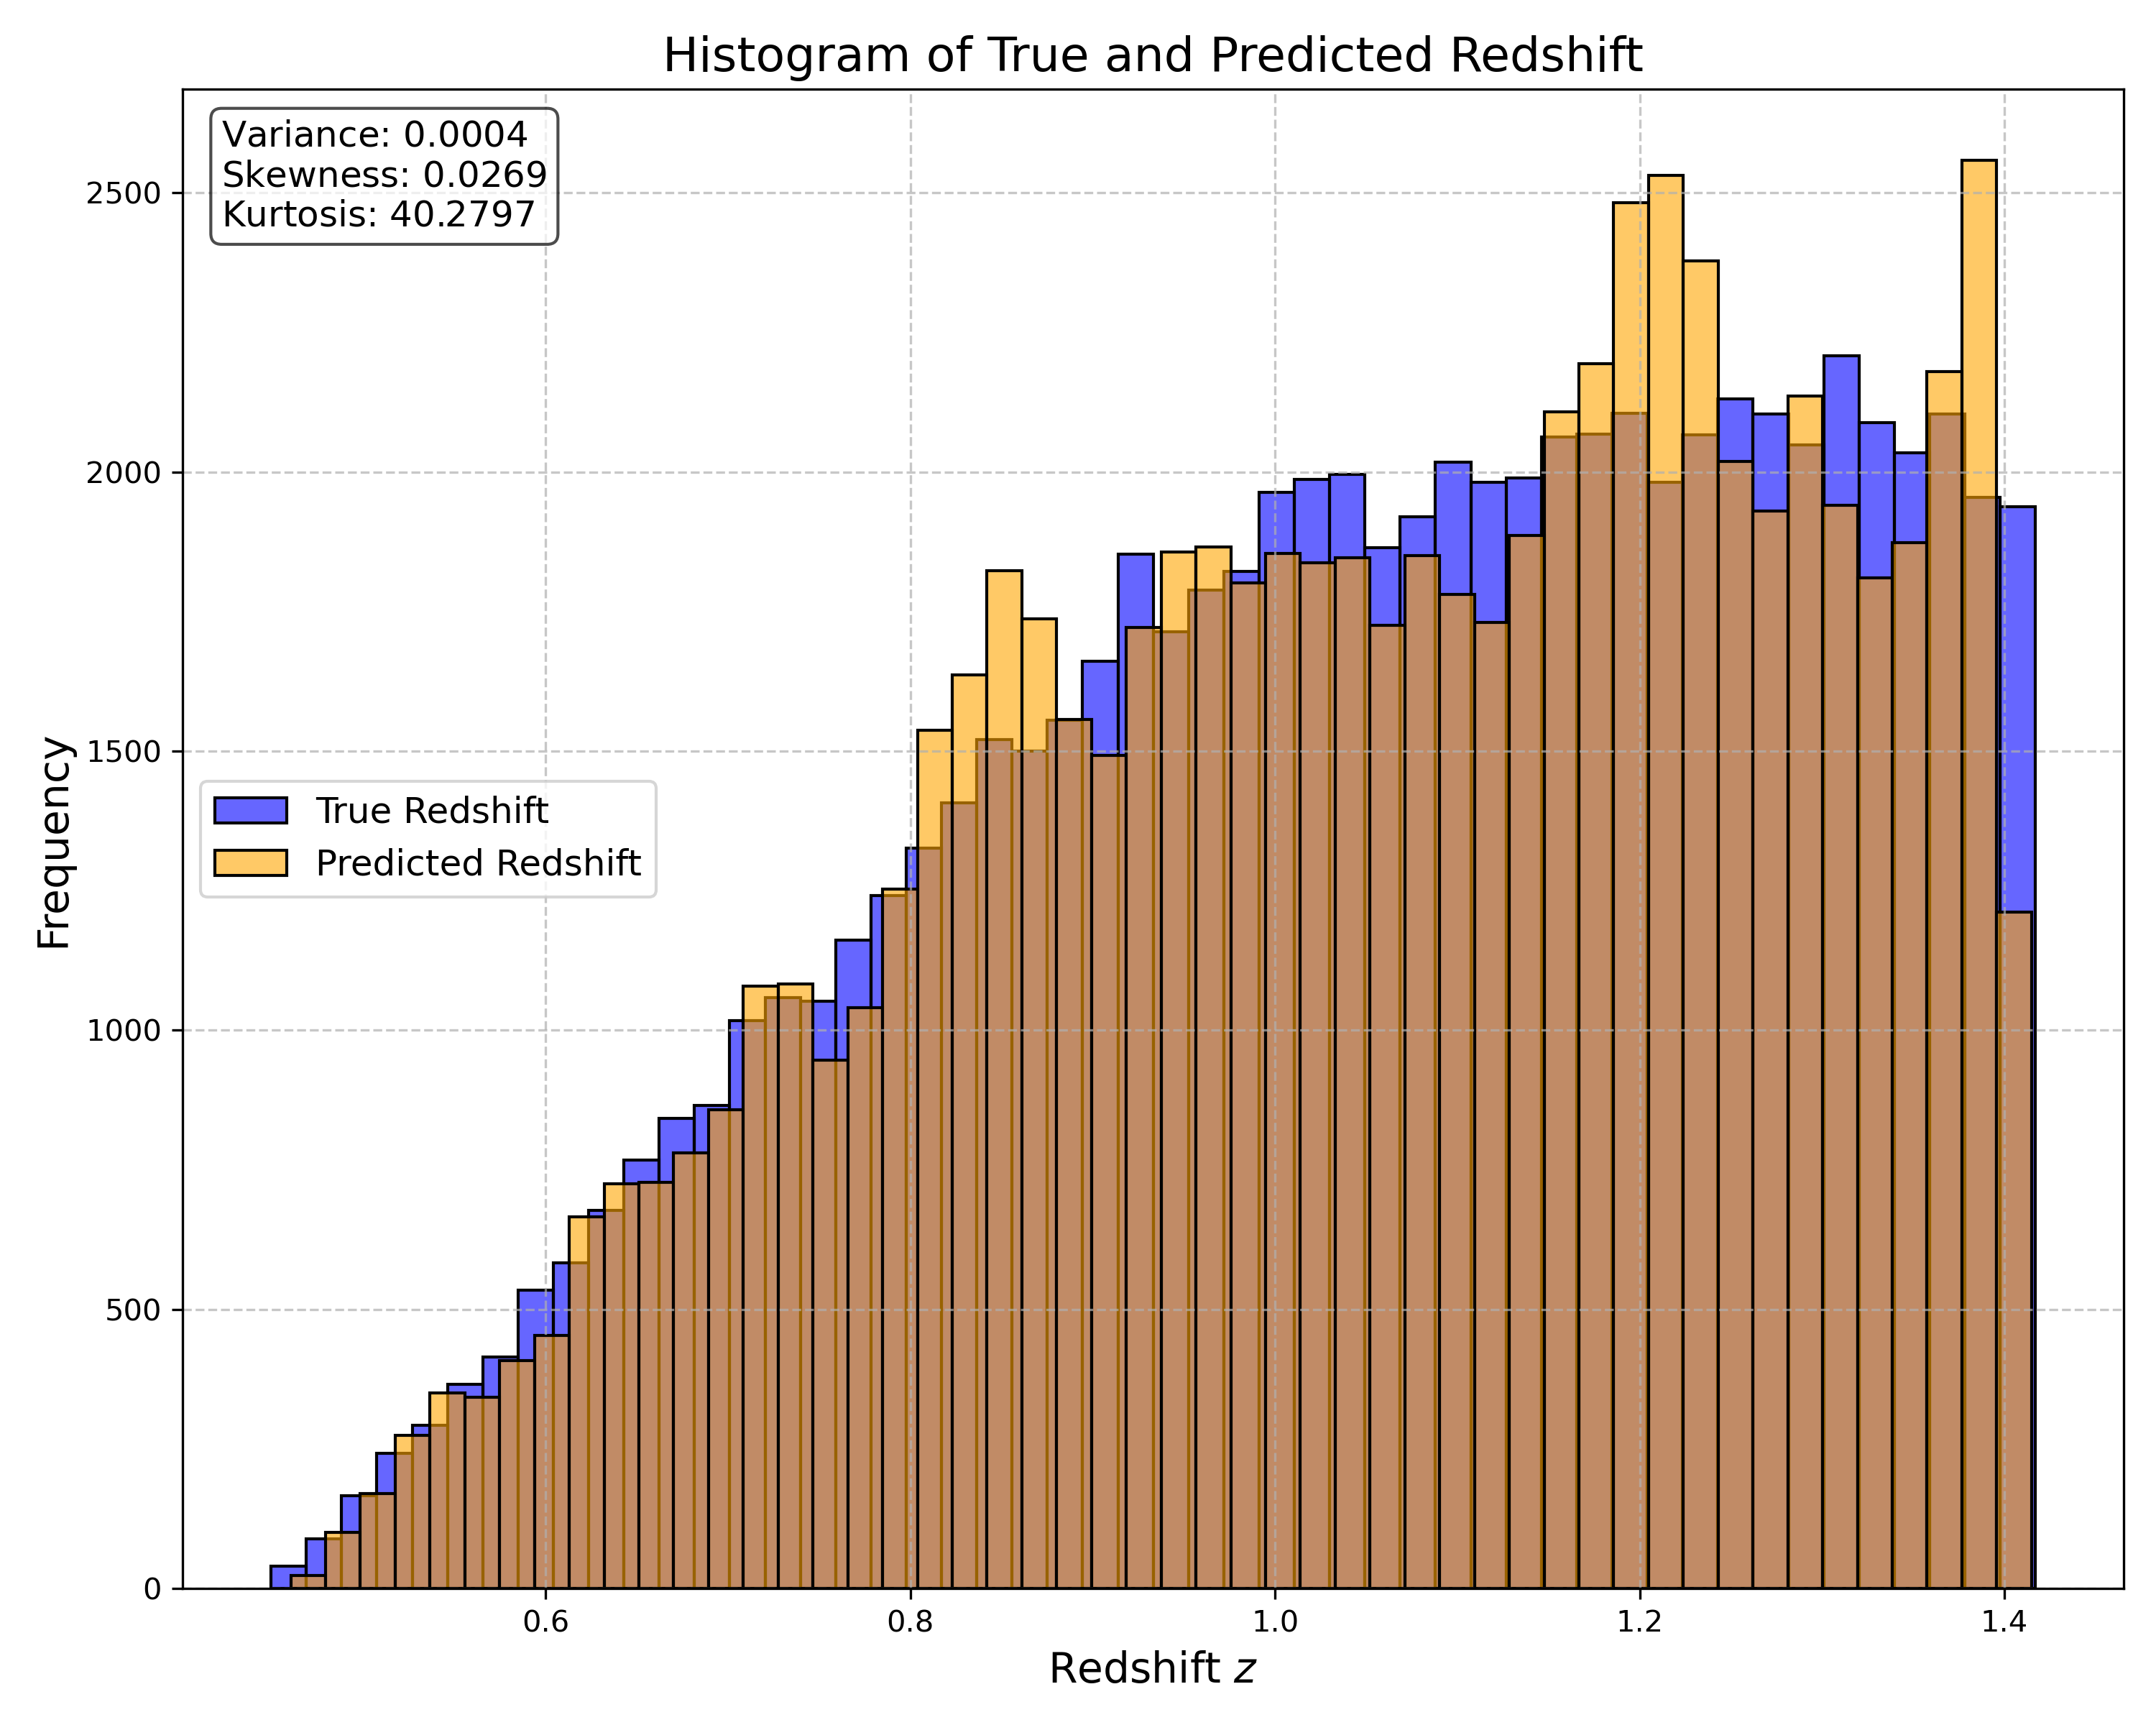 Histogram of True and Predicted Redshift
Variance: 0.0004
Skewness: 0.0269
Kurtosis: 40.2797
2500
2000
1500
1000
500
0
Frequency
True Redshift
Predicted Redshift
0.6 0.8 1.0 1.2 1.4
Redshift z